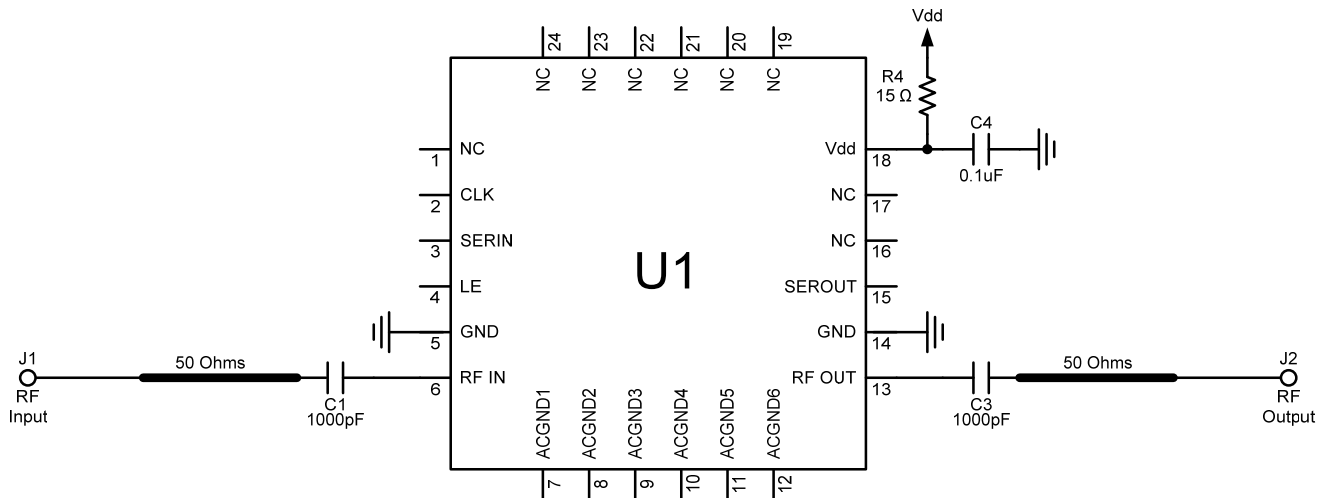 Vdd
24
23
22
21
20
19
NC
NC
NC
NC
NC
NC
R4
15 Ω
C4
0.1uF
1
NC
Vdd
18
2
CLK
NC
17
3
SERIN
NC
16
U1
4
LE
SEROUT
15
5
GND
GND
14
J1
RF
Input
50 Ohms
C1
1000pF
6
RF IN
RF OUT
13
C3
1000pF
50 Ohms
J2
RF
Output
ACGND1
ACGND2
ACGND3
ACGND4
ACGND5
ACGND6
7
8
9
10
11
12